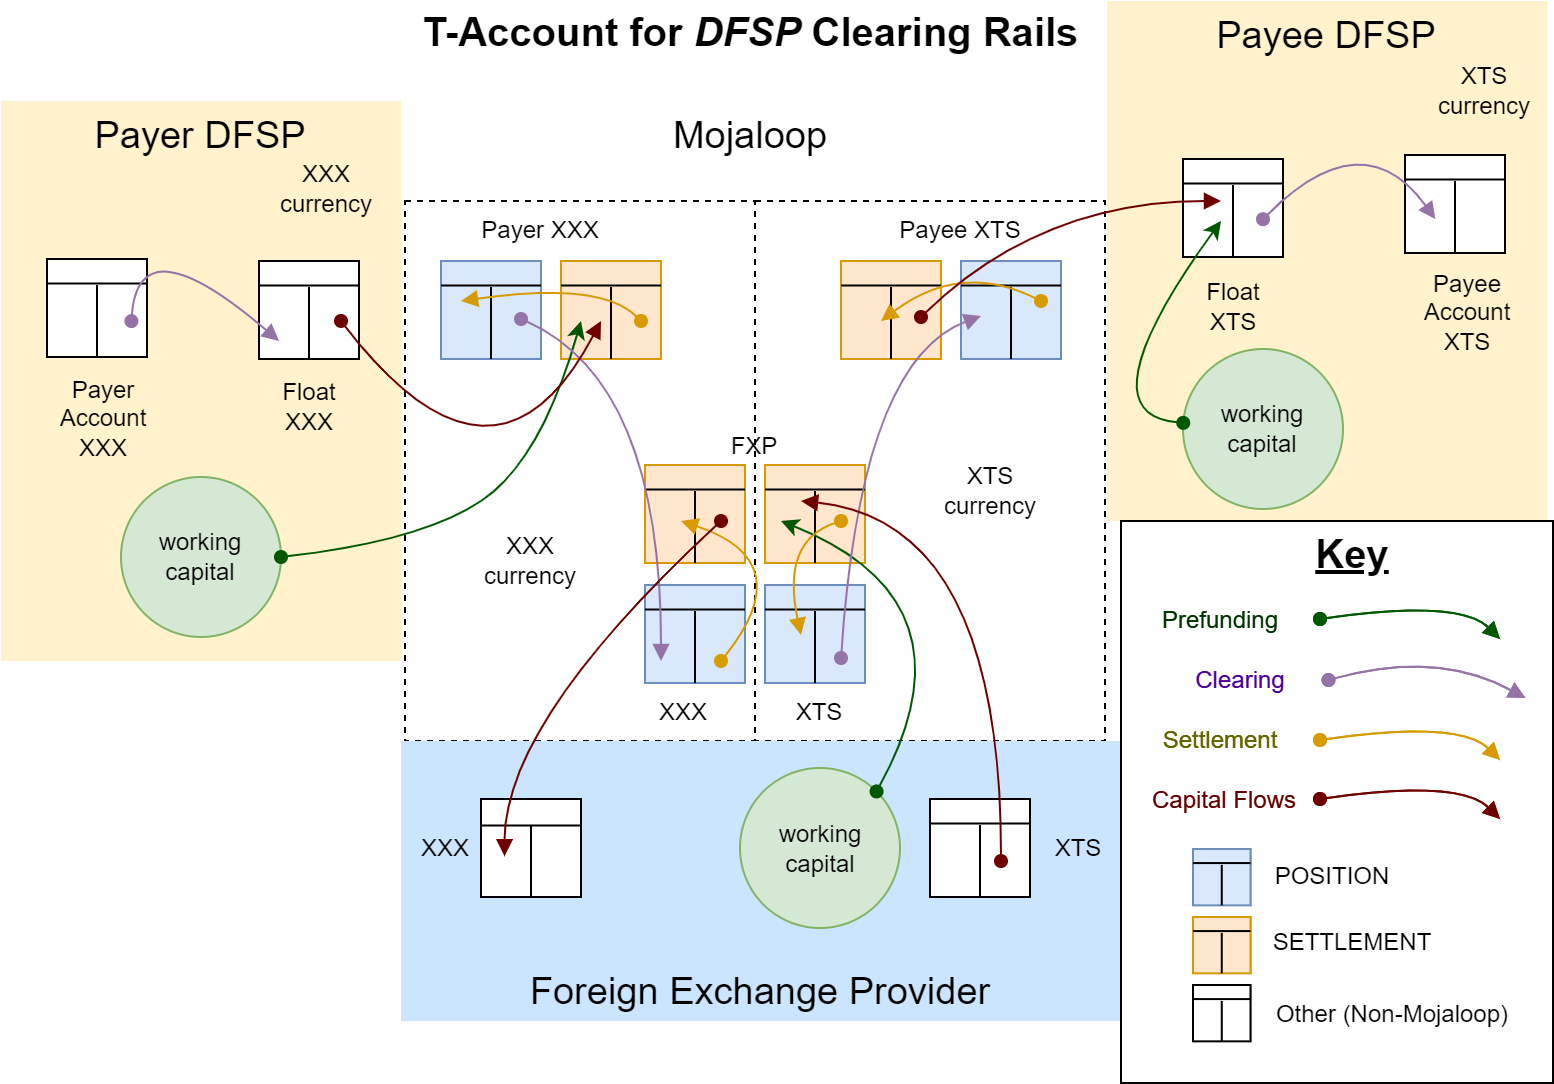 T-Account for DFSP Clearing Rails
Payer DFSP
XXX
currency
Payer
Account
XXX
Float
XXX
working
capital
Mojaloop
Payer XXX
Payee XTS
FXP
XXX
currency
XTS
currency
XXX
XTS
Payee DFSP
XTS
currency
Float
XTS
Payee
Account
XTS
working
capital
XXX
working
capital
XTS
Foreign Exchange Provider
Key
Prefunding
Clearing
Settlement
Capital Flows
POSITION
SETTLEMENT
Other (Non-Mojaloop)